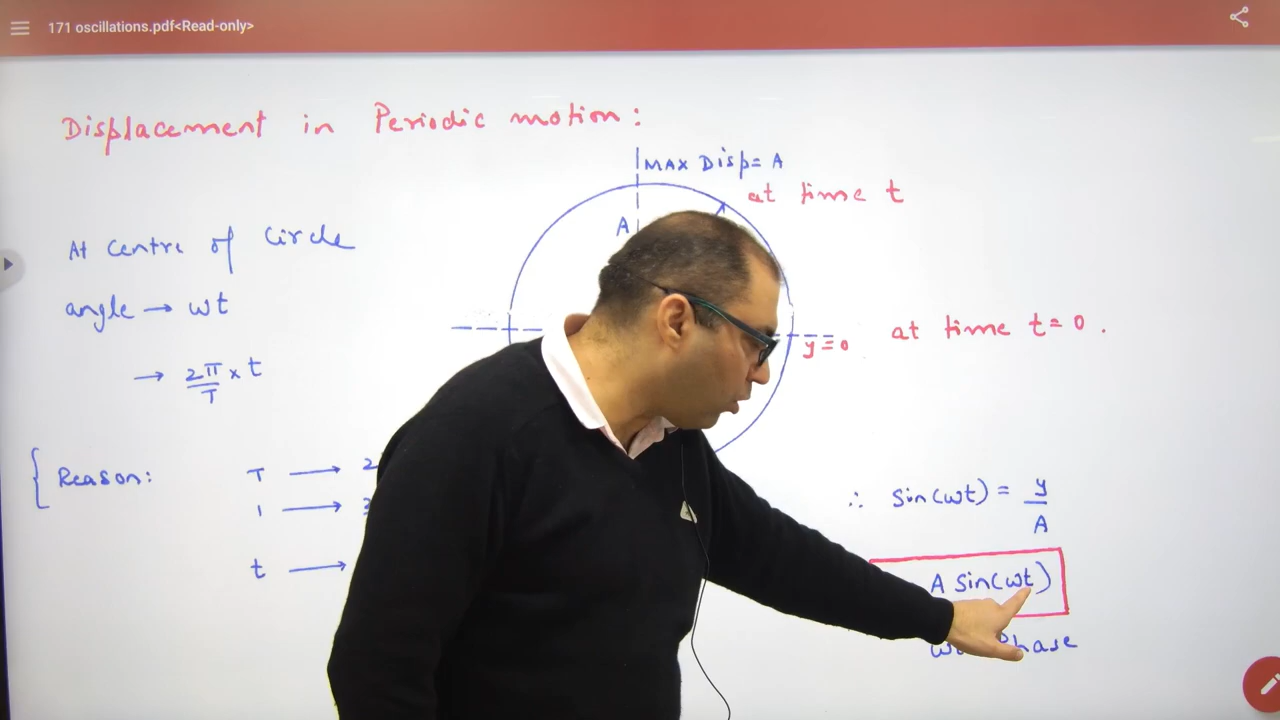 171 oscillations.pdf<Read-only>
Displacement in Periodic motion:
MAX Disp= A
at time t
A
At Centre of Circle
angle → ωt
→ 2π/T × t
y=0
at time t=0.
Reason:
T → 2
1 →
t →
∴ Sin(ωt) = y/A
A Sin(ωt)